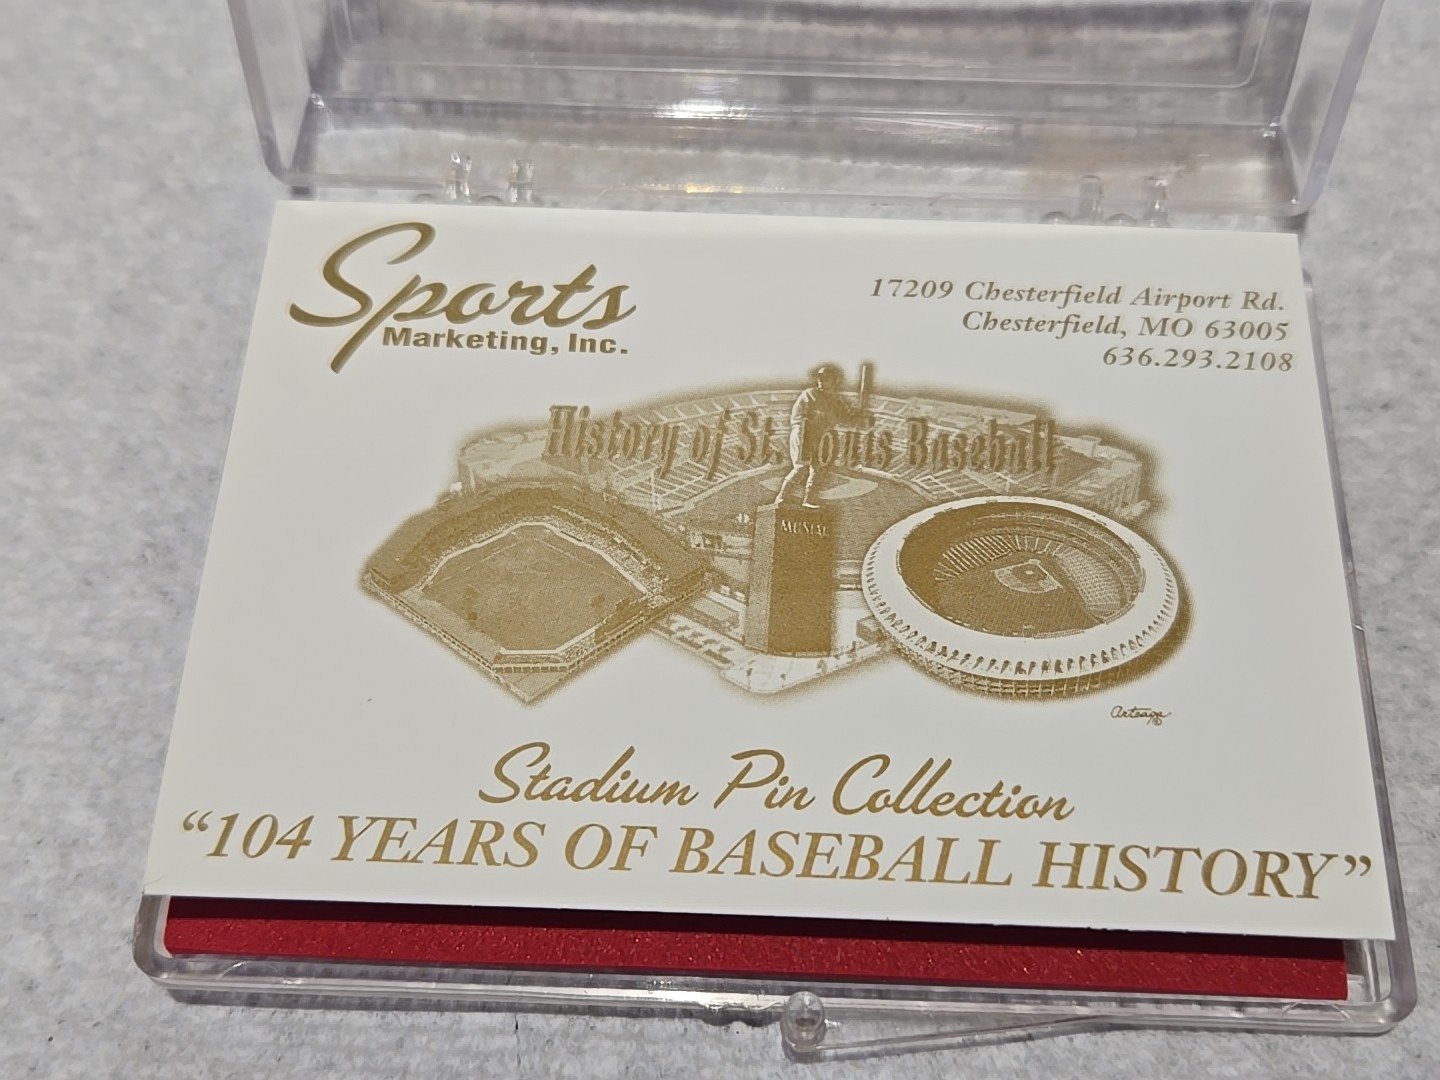 Sports
Marketing, Inc.
17209 Chesterfield Airport Rd.
Chesterfield, MO 63005
636.293.2108
History of St. Louis Baseball
MUSIAL
Arteaga ©
Stadium Pin Collection
“104 YEARS OF BASEBALL HISTORY”